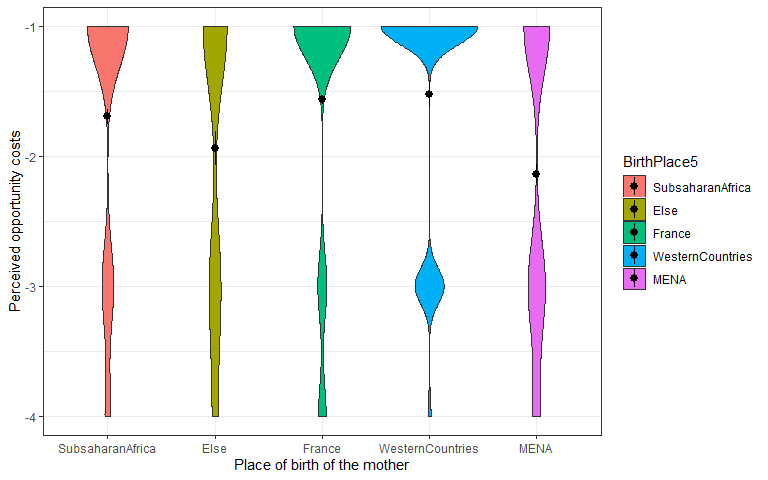 -1
-2
-3
-4
Perceived opportunity costs
SubsaharanAfrica
Else
France
WesternCountries
MENA
Place of birth of the mother
BirthPlace5
SubsaharanAfrica
Else
France
WesternCountries
MENA